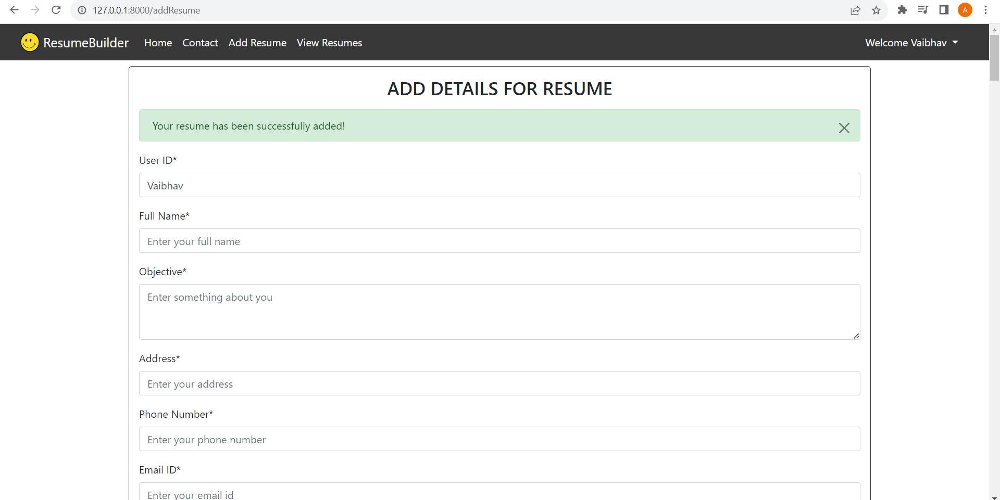 127.0.0.1:8000/addResume
A
ResumeBuilder Home Contact Add Resume View Resumes Welcome Vaibhav
ADD DETAILS FOR RESUME
Your resume has been successfully added!
User ID*
Vaibhav
Full Name*
Enter your full name
Objective*
Enter something about you
Address*
Enter your address
Phone Number*
Enter your phone number
Email ID*
Enter your email id